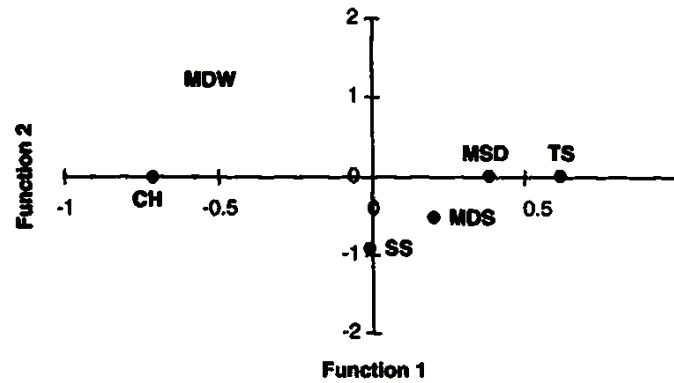 2
MDW
1
Function 2
MSD TS
0
-1 CH -0.5 0 0.5
MDS
-1 SS
-2
Function 1